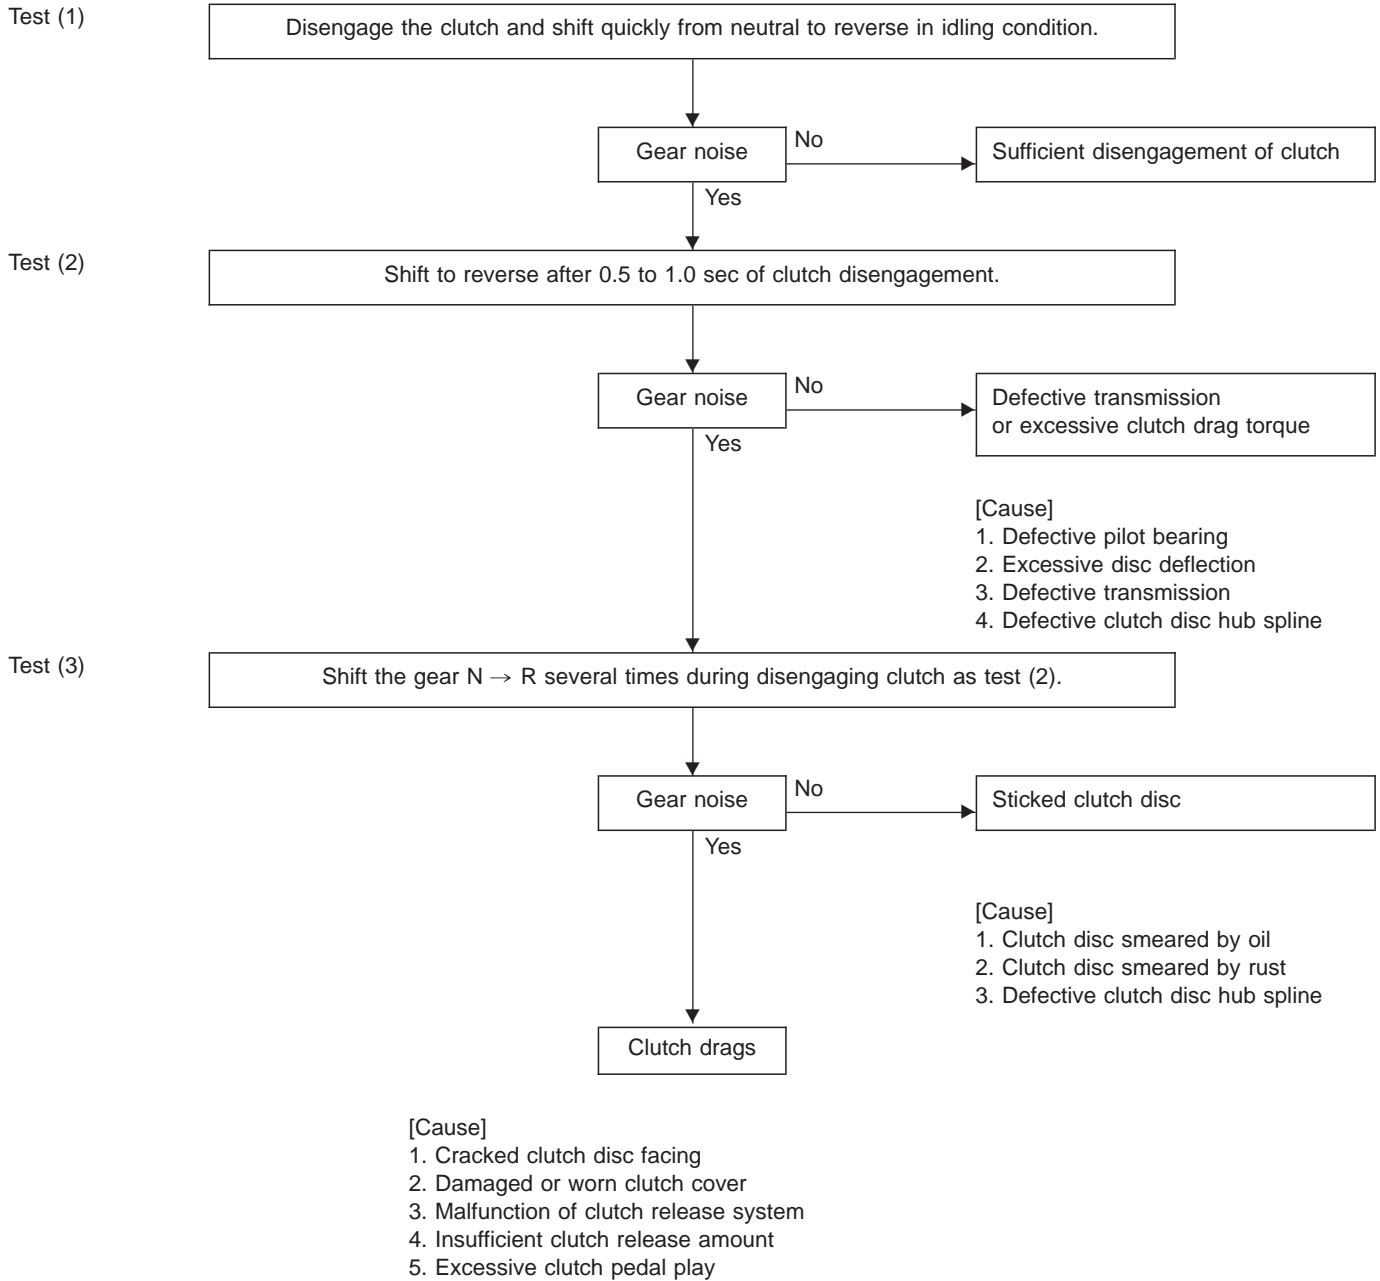 Test (1)
Disengage the clutch and shift quickly from neutral to reverse in idling condition.
Gear noise
No
Sufficient disengagement of clutch
Yes
Test (2)
Shift to reverse after 0.5 to 1.0 sec of clutch disengagement.
Gear noise
No
Defective transmission
or excessive clutch drag torque
Yes
[Cause]
1. Defective pilot bearing
2. Excessive disc deflection
3. Defective transmission
4. Defective clutch disc hub spline
Test (3)
Shift the gear N → R several times during disengaging clutch as test (2).
Gear noise
No
Sticked clutch disc
Yes
[Cause]
1. Clutch disc smeared by oil
2. Clutch disc smeared by rust
3. Defective clutch disc hub spline
Clutch drags
[Cause]
1. Cracked clutch disc facing
2. Damaged or worn clutch cover
3. Malfunction of clutch release system
4. Insufficient clutch release amount
5. Excessive clutch pedal play